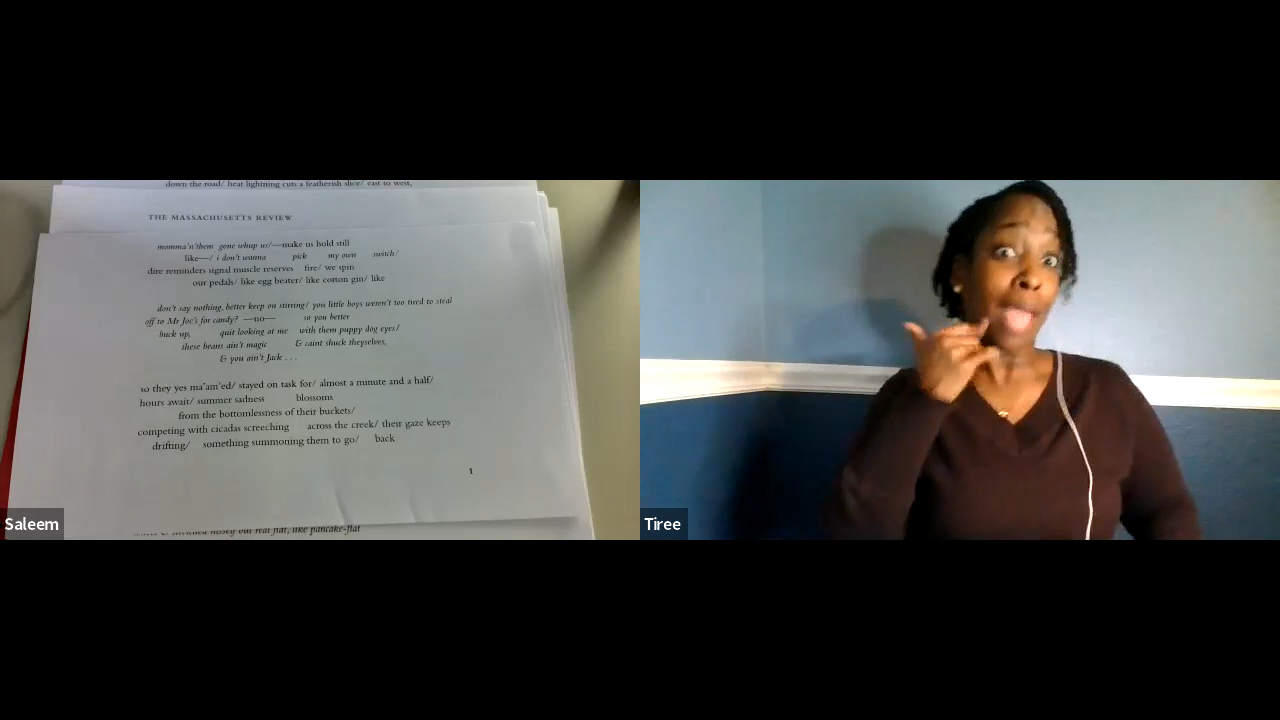 down the road/ heat lightning cuts a featherish slice/ east to west,
THE MASSACHUSETTS REVIEW
momma'n'them gone whup us/—make us hold still
like—/ i don't wanna pick my own switch/
dire reminders signal muscle reserves fire/ we spin
our pedals/ like egg beater/ like cotton gin/ like
don't say nothing, better keep on stirring/ you little boys weren't too tired to steal
off to Mr Joe's for candy? —no— so you better
buck up, quit looking at me with them puppy dog eyes/
these beans ain't magic & caint shuck theyselves,
& you ain't Jack . . .
so they yes ma'am'ed/ stayed on task for/ almost a minute and a half/
hours await/ summer sadness blossoms
from the bottomlessness of their buckets/
competing with cicadas screeching across the creek/ their gaze keeps
drifting/ something summoning them to go/ back
1
itself out real flat, like pancake-flat
Saleem
Tiree